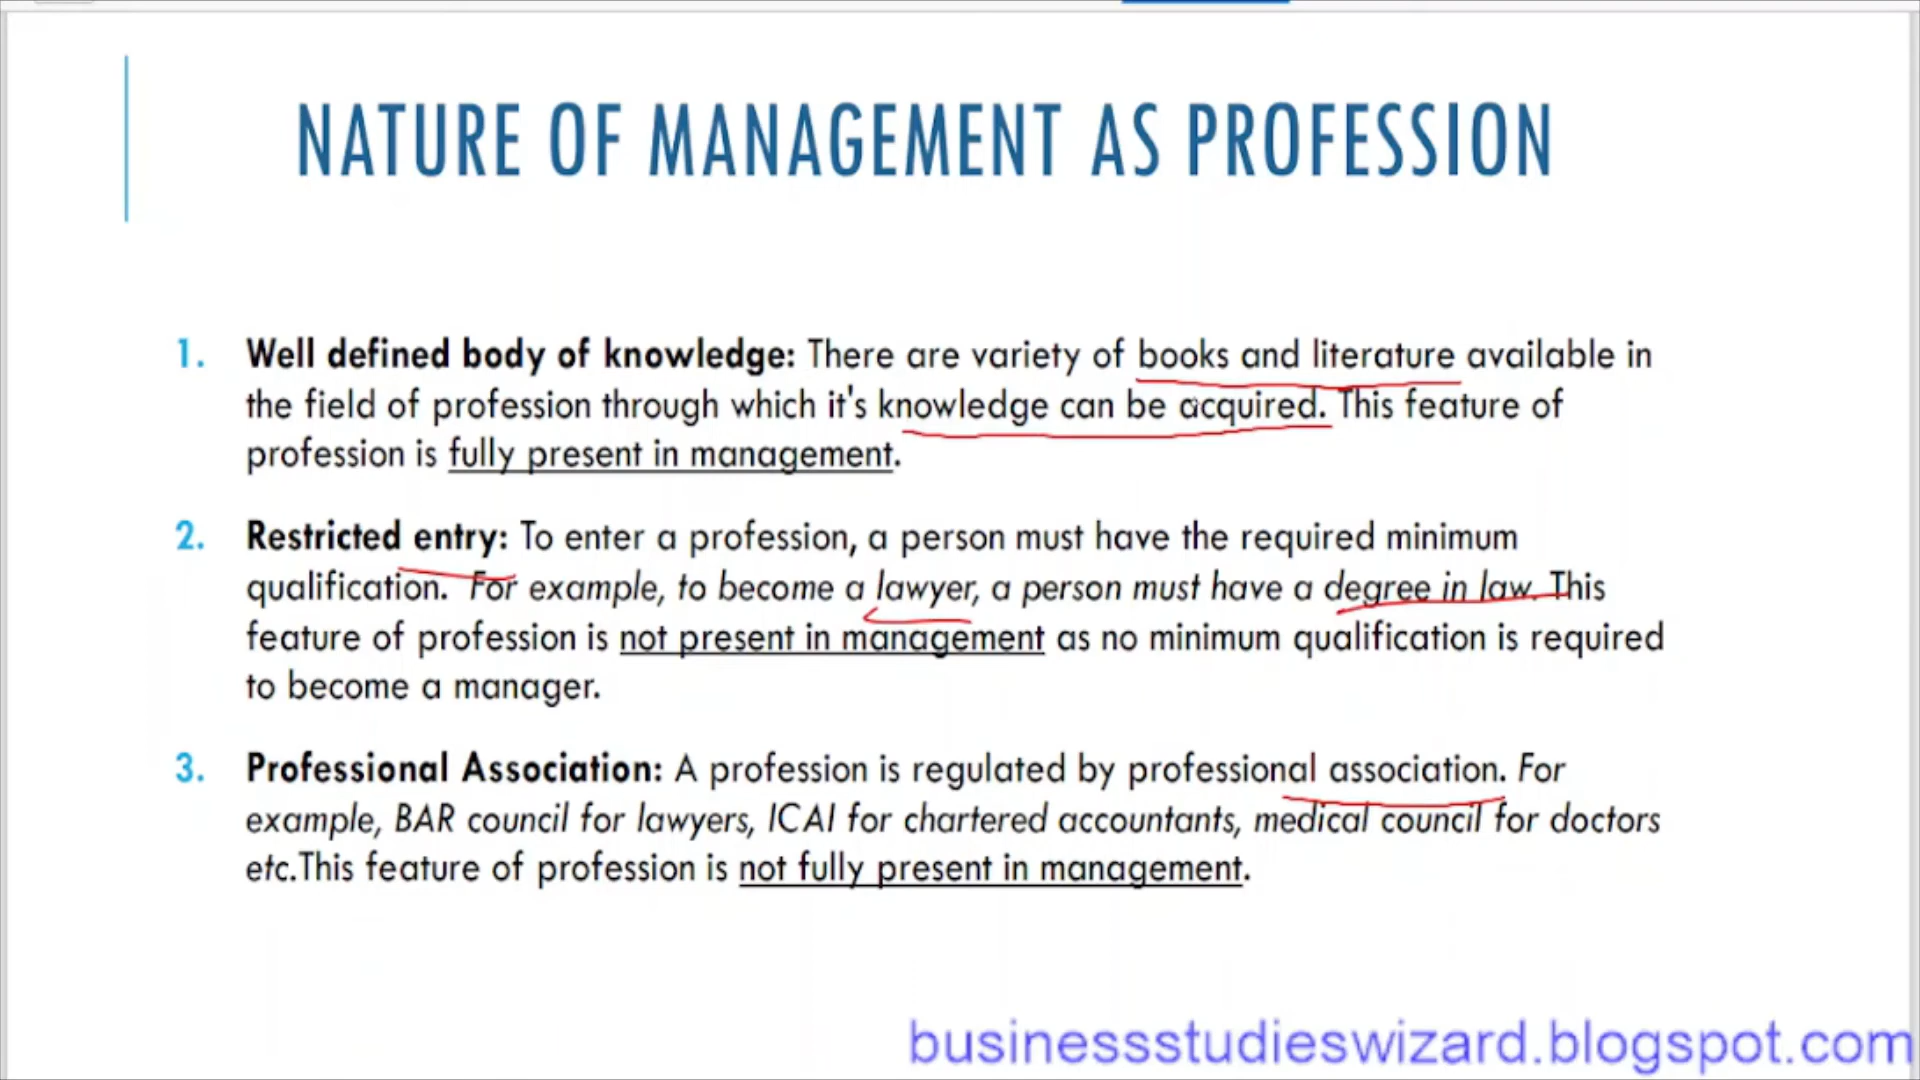 NATURE OF MANAGEMENT AS PROFESSION
1. Well defined body of knowledge: There are variety of books and literature available in
the field of profession through which it's knowledge can be acquired. This feature of
profession is fully present in management.
2. Restricted entry: To enter a profession, a person must have the required minimum
qualification. For example, to become a lawyer, a person must have a degree in law. This
feature of profession is not present in management as no minimum qualification is required
to become a manager.
3. Professional Association: A profession is regulated by professional association. For
example, BAR council for lawyers, ICAI for chartered accountants, medical council for doctors
etc.This feature of profession is not fully present in management.
businessstudieswizard.blogspot.com